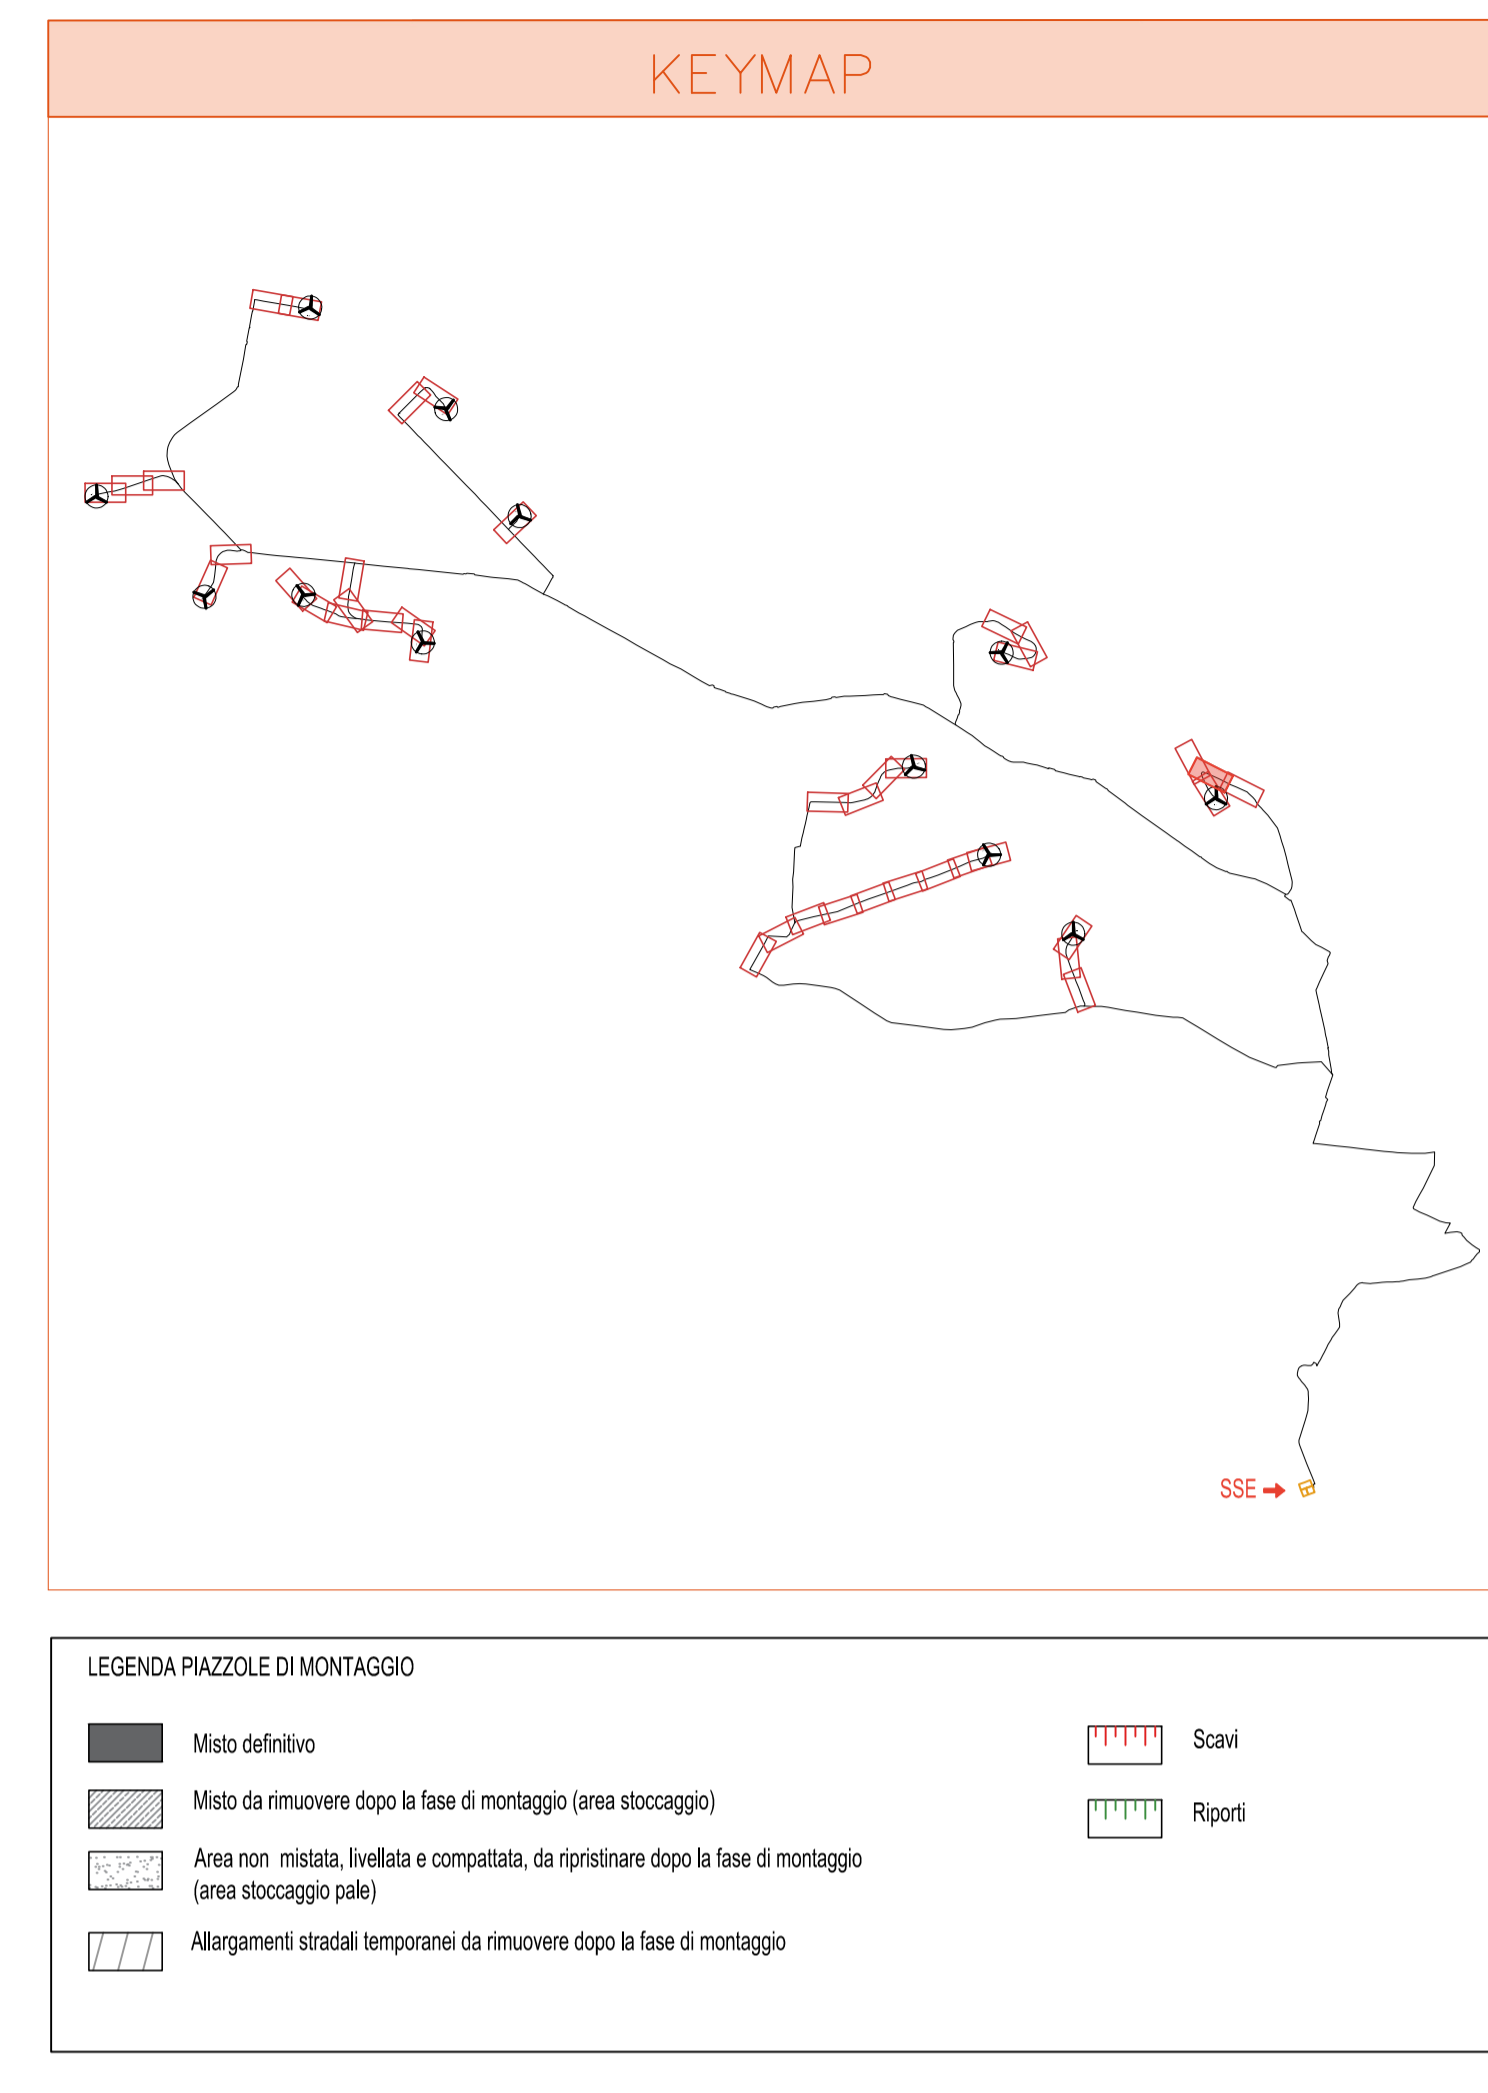 KEYMAP
SSE
LEGENDA PIAZZOLE DI MONTAGGIO
Misto definitivo
Misto da rimuovere dopo la fase di montaggio (area stoccaggio)
Area non mistata, livellata e compattata, da ripristinare dopo la fase di montaggio
(area stoccaggio pale)
Allargamenti stradali temporanei da rimuovere dopo la fase di montaggio
Scavi
Riporti